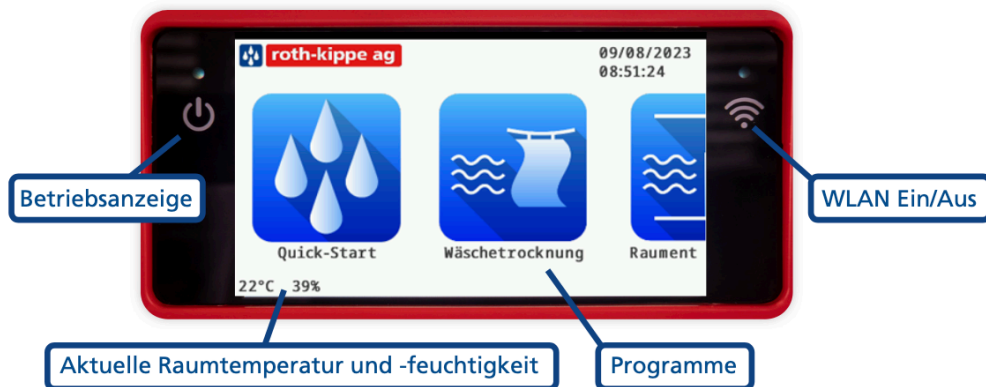 roth-kippe ag
09/08/2023
08:51:24
Betriebsanzeige
WLAN Ein/Aus
Quick-Start
Wäschetrocknung
Raument
22°C 39%
Aktuelle Raumtemperatur und -feuchtigkeit
Programme